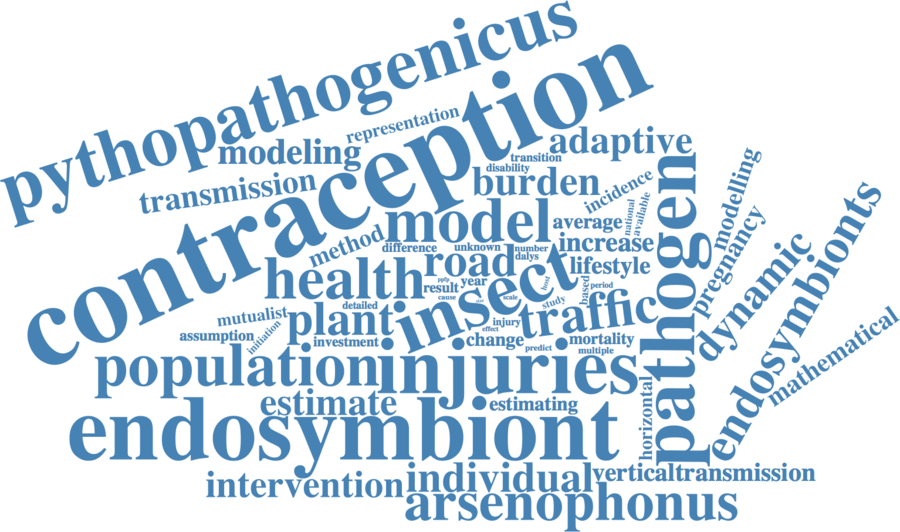 pythopathogenicus
contraception
representation
modeling
adaptive
transmission
transition
disability
burden
incidence
modelling
national
available
model
average
method
pathogen
pregnancy
endosymbionts
difference
unknown
number
dalys
increase
road
health
insect
lifestyle
dynamic
result
year
cause
scale
host
based
period
study
detailed
mutualist
plant
traffic
assumption
initiation
investment
injury
effect
change
predict
mortality
multiple
population
injuries
mathematical
horizontal
estimate
estimating
endosymbiont
intervention
individual
verticaltransmission
arsenophonus